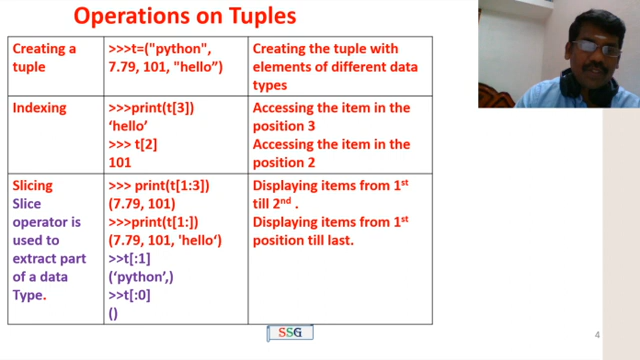 Operations on Tuples
Creating a
tuple
>>>t=("python",
7.79, 101, "hello”)
Creating the tuple with
elements of different data
types
Indexing
>>>print(t[3])
‘hello’
>>> t[2]
101
Accessing the item in the
position 3
Accessing the item in the
position 2
Slicing
Slice
operator is
used to
extract part
of a data
Type.
>>> print(t[1:3])
(7.79, 101)
>>>print(t[1:])
(7.79, 101, 'hello‘)
>>t[:1]
(‘python’,)
>>t[:0]
()
Displaying items from 1st
till 2nd .
Displaying items from 1st
position till last.
SSG
4